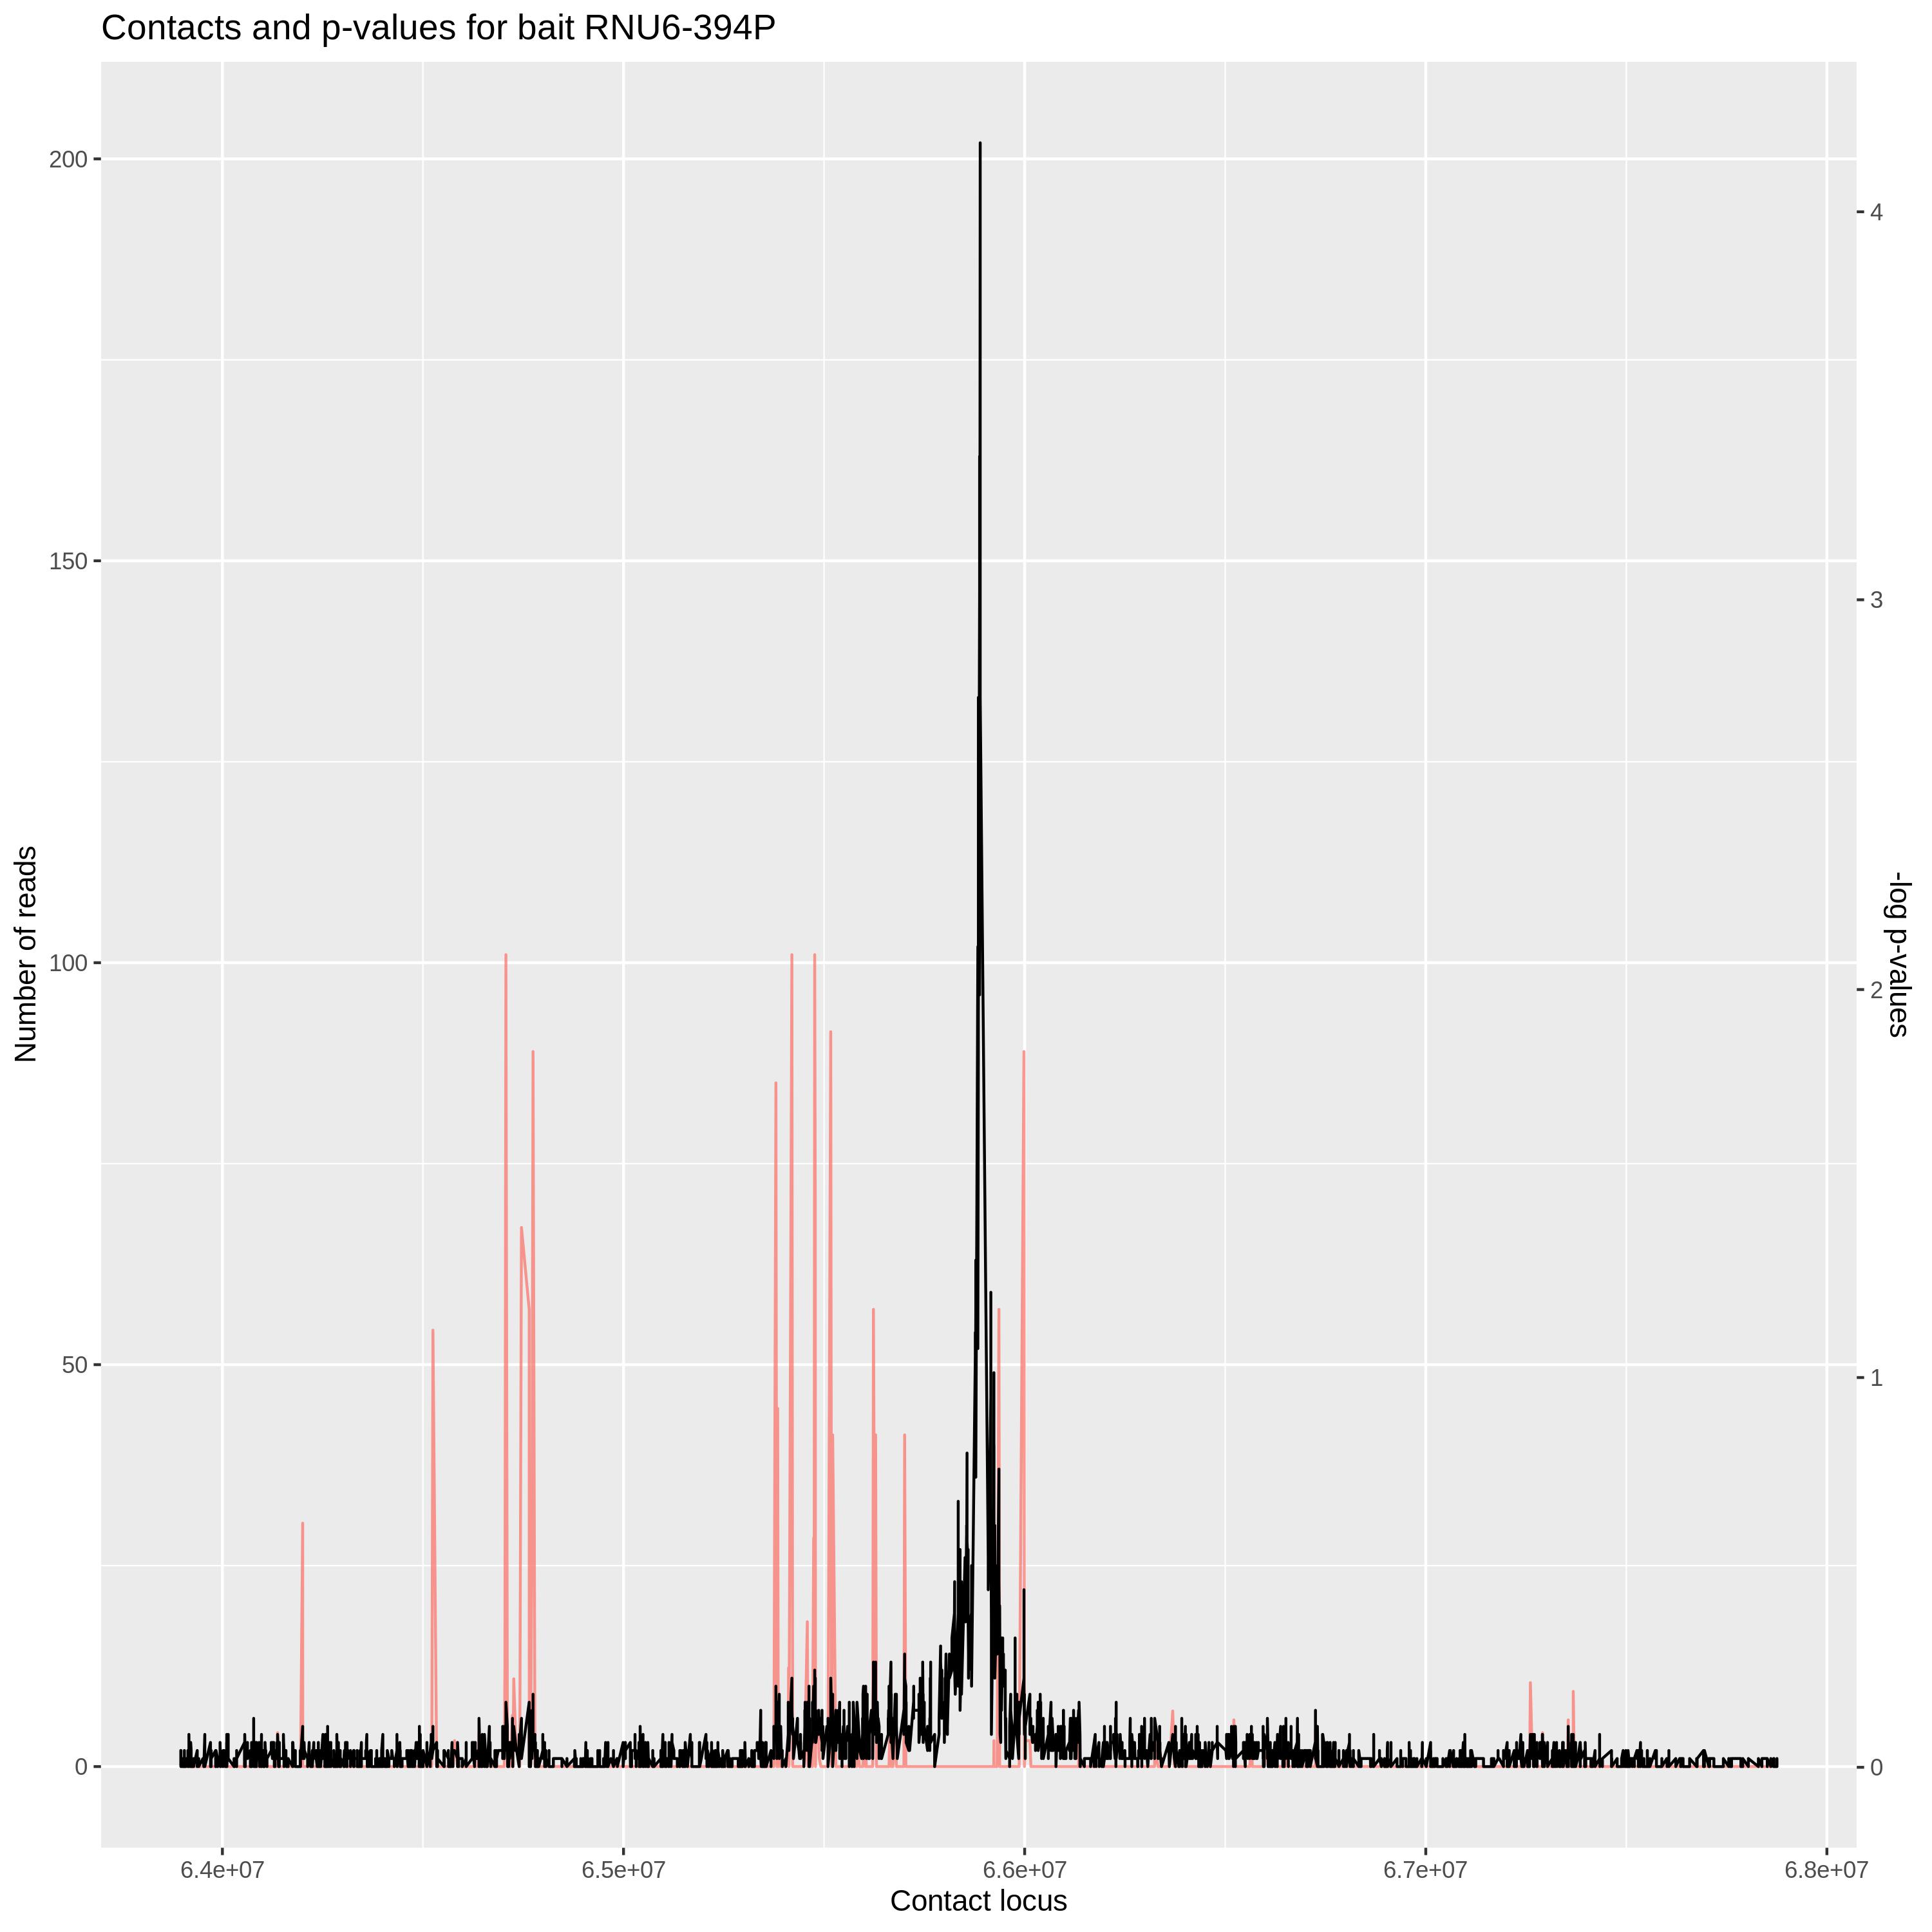 Contacts and p-values for bait RNU6-394P
200
150
100
50
0
Number of reads
4
3
2
1
0
-log p-values
6.4e+07
6.5e+07
6.6e+07
6.7e+07
6.8e+07
Contact locus